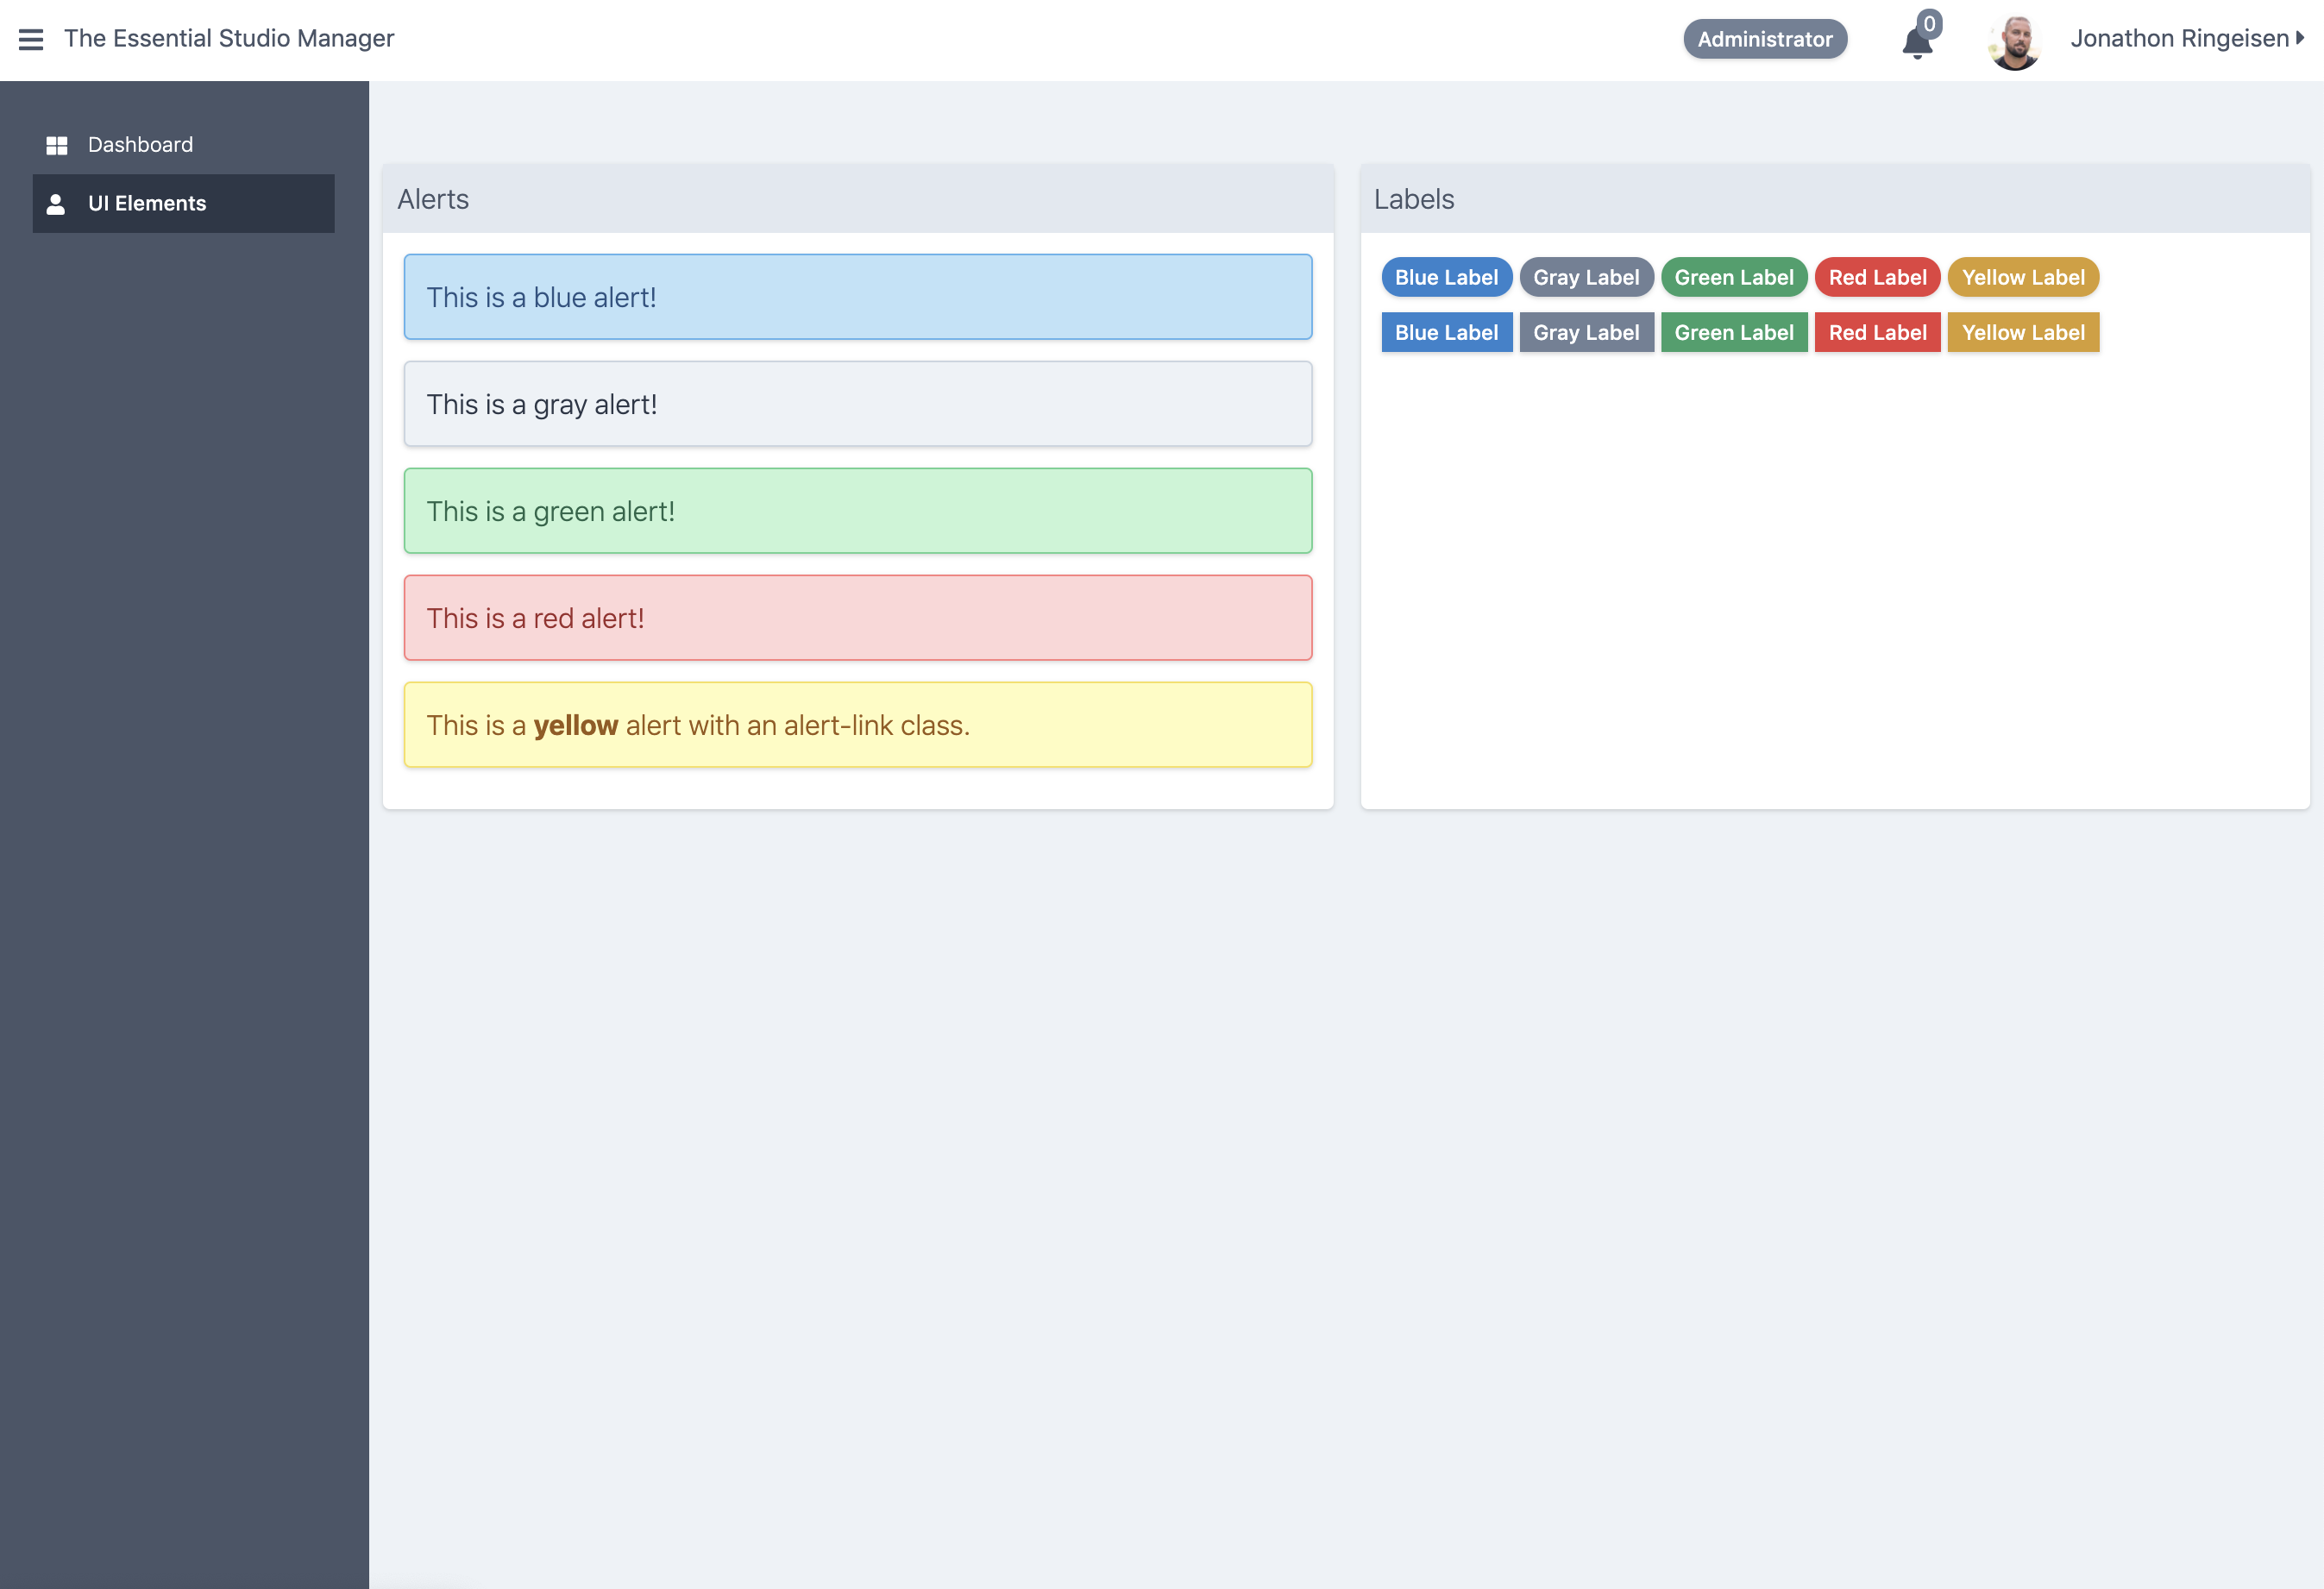 The Essential Studio Manager
Administrator
0
Jonathon Ringeisen
Dashboard
UI Elements
Alerts
This is a blue alert!
This is a gray alert!
This is a green alert!
This is a red alert!
This is a yellow alert with an alert-link class.
Labels
Blue Label Gray Label Green Label Red Label Yellow Label
Blue Label Gray Label Green Label Red Label Yellow Label